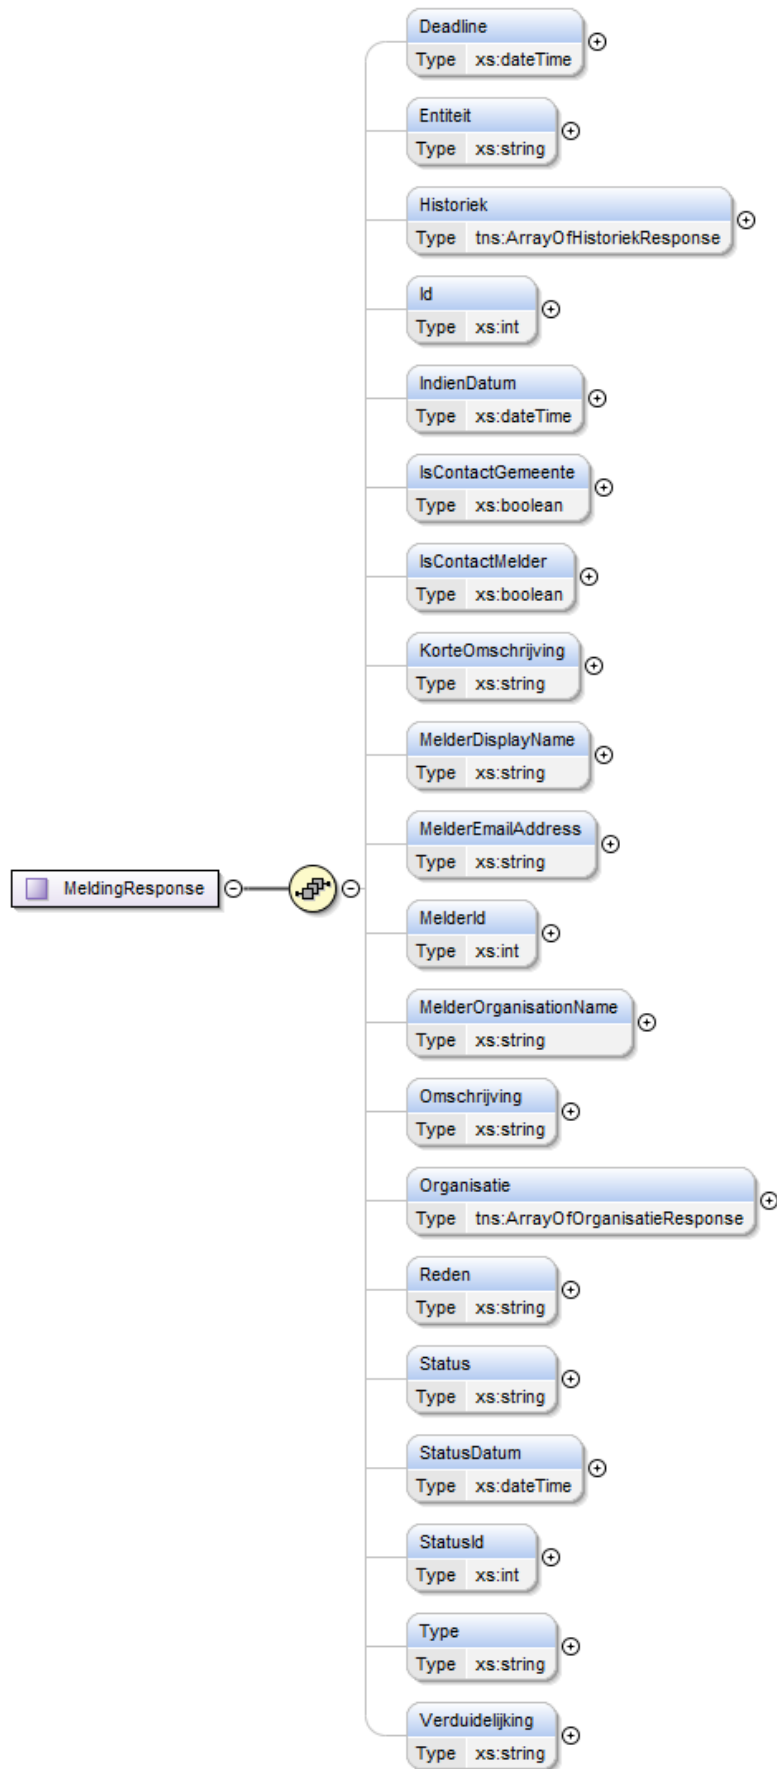 Deadline
Type xs:dateTime
Entiteit
Type xs:string
Historiek
Type tns:ArrayOfHistoriekResponse
Id
Type xs:int
IndienDatum
Type xs:dateTime
IsContactGemeente
Type xs:boolean
IsContactMelder
Type xs:boolean
KorteOmschrijving
Type xs:string
MelderDisplayName
Type xs:string
MelderEmailAddress
Type xs:string
MeldingResponse
MelderId
Type xs:int
MelderOrganisationName
Type xs:string
Omschrijving
Type xs:string
Organisatie
Type tns:ArrayOfOrganisatieResponse
Reden
Type xs:string
Status
Type xs:string
StatusDatum
Type xs:dateTime
StatusId
Type xs:int
Type
Type xs:string
Verduidelijking
Type xs:string